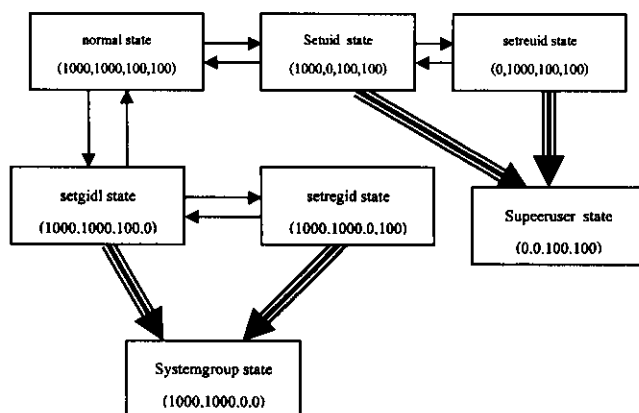 normal state
(1000,1000,100,100)
Setuid state
(1000,0,100,100)
setreuid state
(0,1000,100,100)
setgidl state
(1000.1000.100.0)
setregid state
(1000.1000.0,100)
Supeeruser state
(0.0.100.100)
Systemgroup state
(1000,1000.0.0)